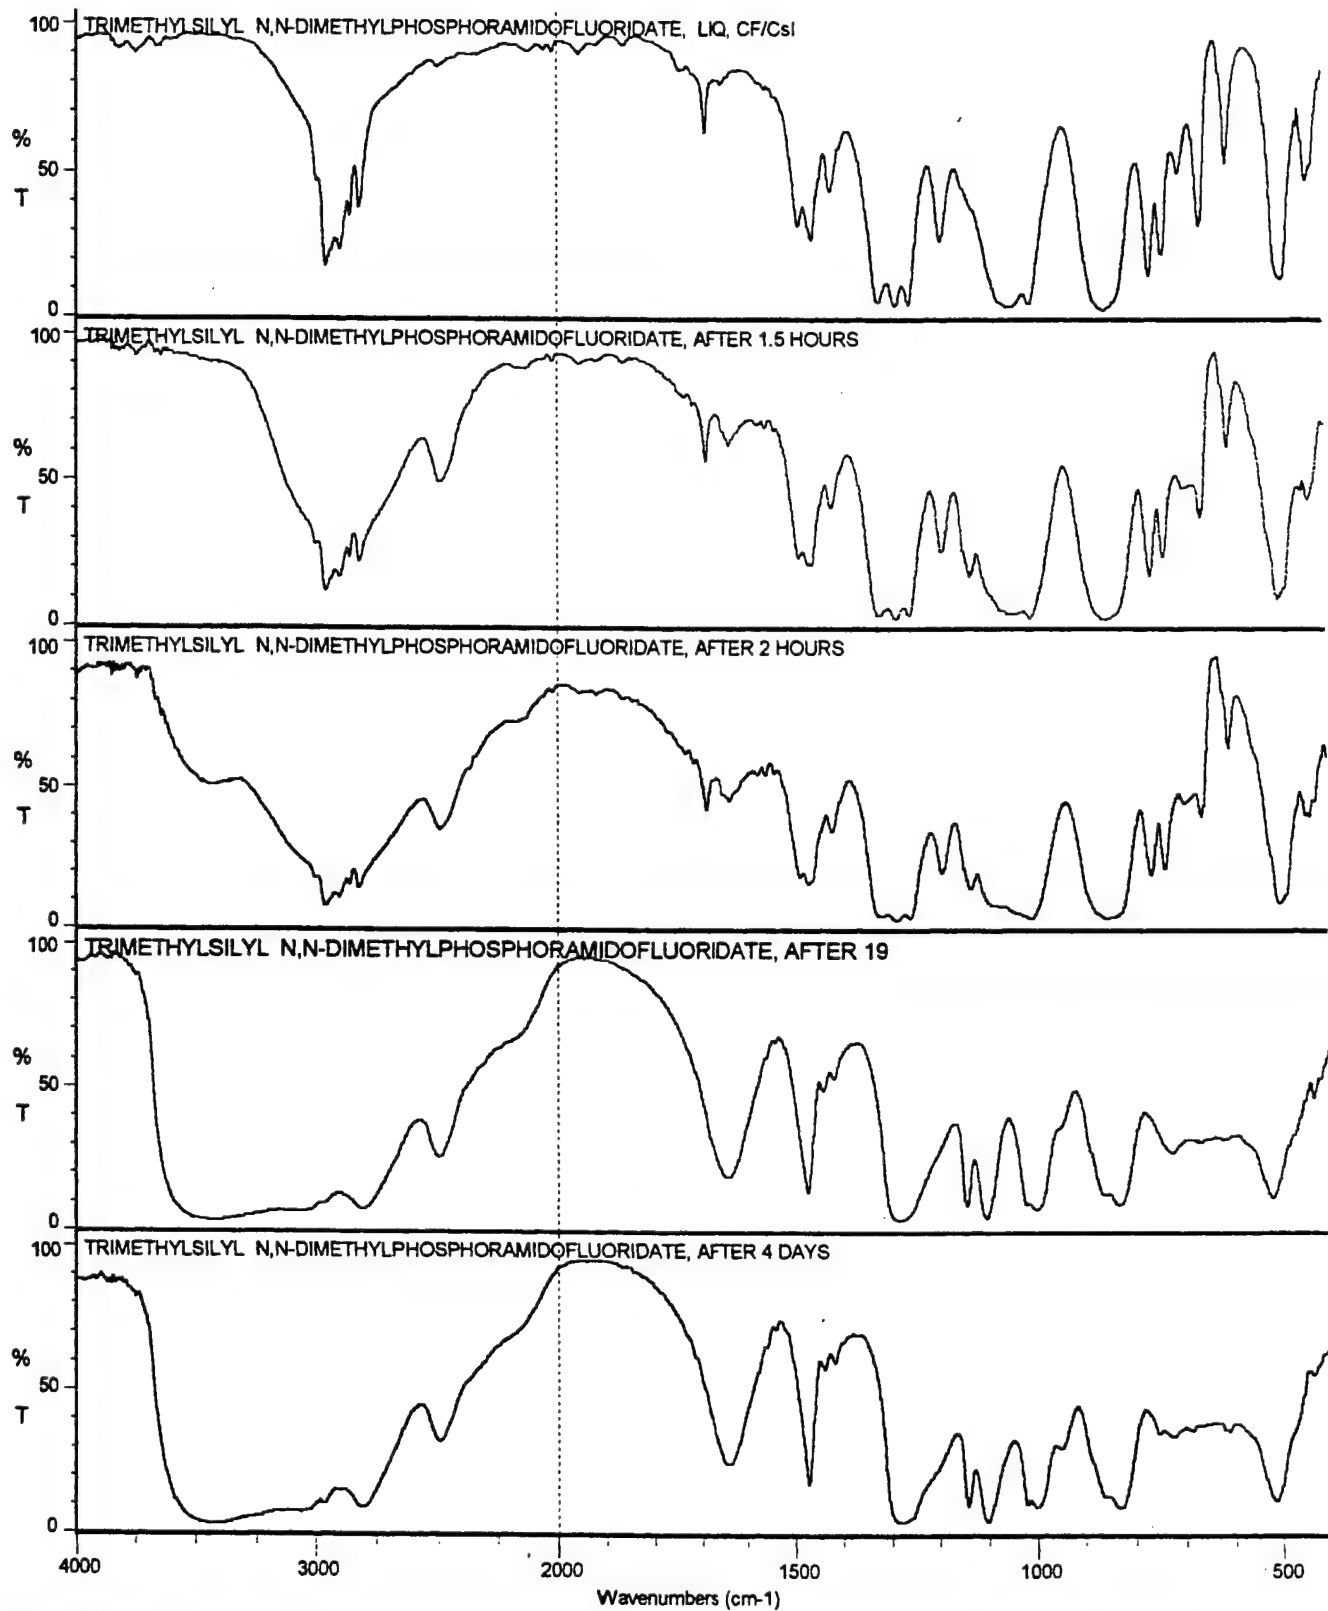 TRIMETHYLSILYL N,N-DIMETHYLPHOSPHORAMIDOFLUORIDATE, LIQ, CF/CsI
100
%
50
T
0
TRIMETHYLSILYL N,N-DIMETHYLPHOSPHORAMIDOFLUORIDATE, AFTER 1.5 HOURS
100
%
50
T
0
TRIMETHYLSILYL N,N-DIMETHYLPHOSPHORAMIDOFLUORIDATE, AFTER 2 HOURS
100
%
50
T
0
TRIMETHYLSILYL N,N-DIMETHYLPHOSPHORAMIDOFLUORIDATE, AFTER 19
100
%
50
T
0
TRIMETHYLSILYL N,N-DIMETHYLPHOSPHORAMIDOFLUORIDATE, AFTER 4 DAYS
100
%
50
T
0
4000 3000 2000 1500 1000 500
Wavenumbers (cm-1)